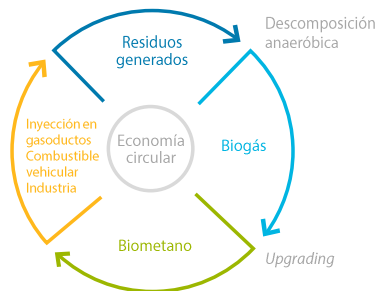 Descomposición
anaeróbica
Residuos
generados
Inyección en
gasoductos
Combustible
vehicular
Industria
Economía
circular
Biogás
Biometano
Upgrading